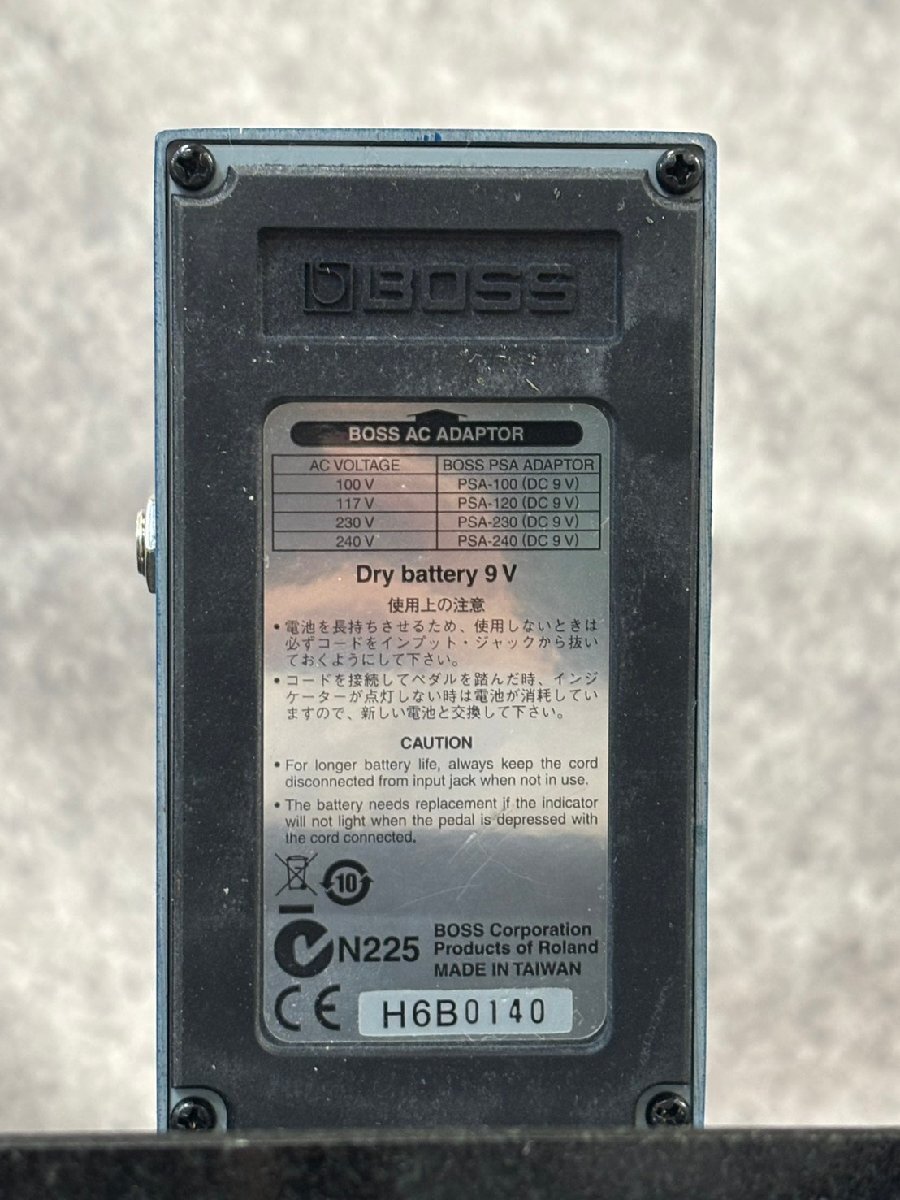 BOSS
BOSS AC ADAPTOR
AC VOLTAGE BOSS PSA ADAPTOR
100 V PSA-100 (DC 9 V)
117 V PSA-120 (DC 9 V)
230 V PSA-230 (DC 9 V)
240 V PSA-240 (DC 9 V)
Dry battery 9 V
使用上の注意
• 電池を長持ちさせるため、使用しないときは
必ずコードをインプット・ジャックから抜い
ておくようにして下さい。
• コードを接続してペダルを踏んだ時、インジ
ケーターが点灯しない時は電池が消耗してい
ますので、新しい電池と交換して下さい。
CAUTION
• For longer battery life, always keep the cord
disconnected from input jack when not in use.
• The battery needs replacement if the indicator
will not light when the pedal is depressed with
the cord connected.
10
N225
BOSS Corporation
Products of Roland
MADE IN TAIWAN
CE
H6B0140